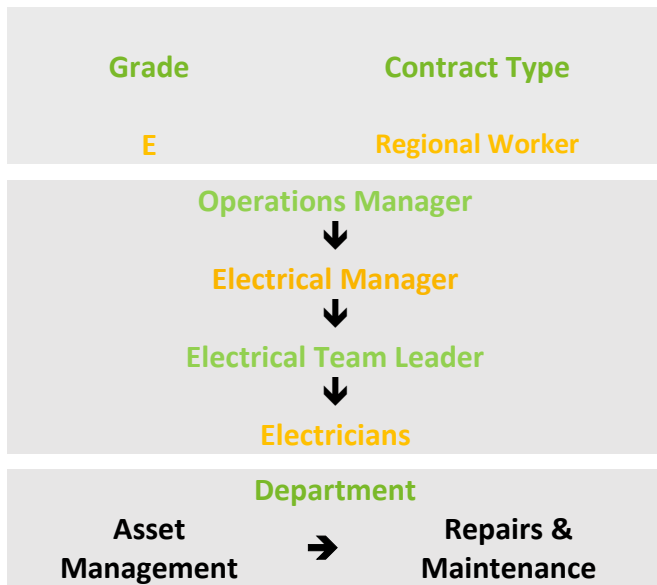 Grade Contract Type
E Regional Worker
Operations Manager
Electrical Manager
Electrical Team Leader
Electricians
Department
Asset Repairs &
Management Maintenance